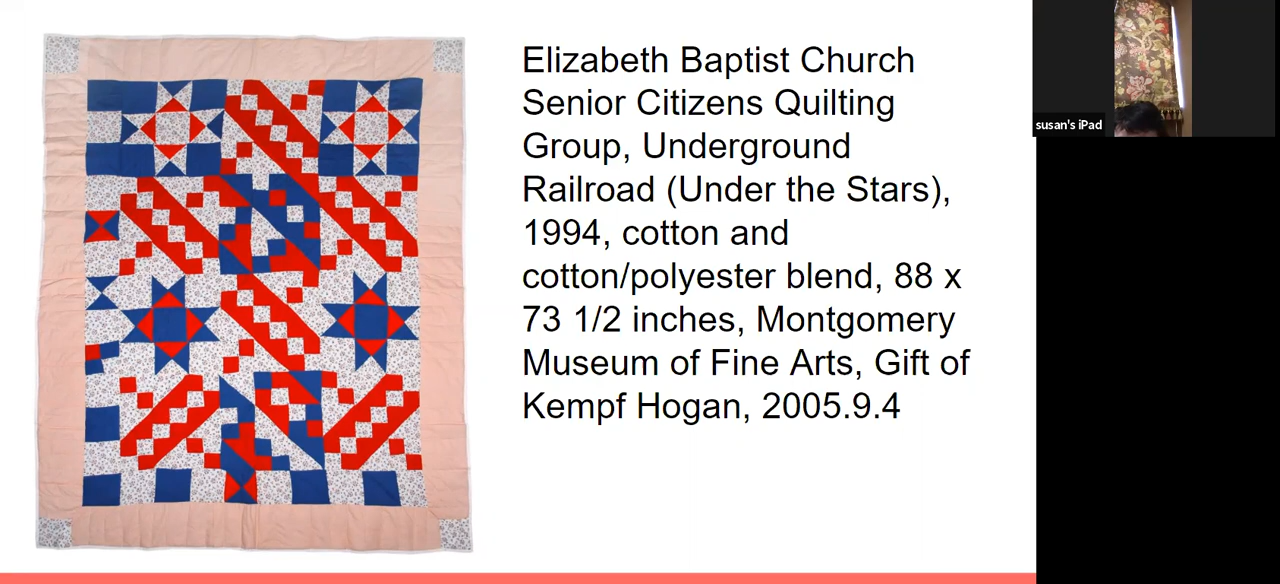 Elizabeth Baptist Church
Senior Citizens Quilting
Group, Underground
Railroad (Under the Stars),
1994, cotton and
cotton/polyester blend, 88 x
73 1/2 inches, Montgomery
Museum of Fine Arts, Gift of
Kempf Hogan, 2005.9.4
susan's iPad